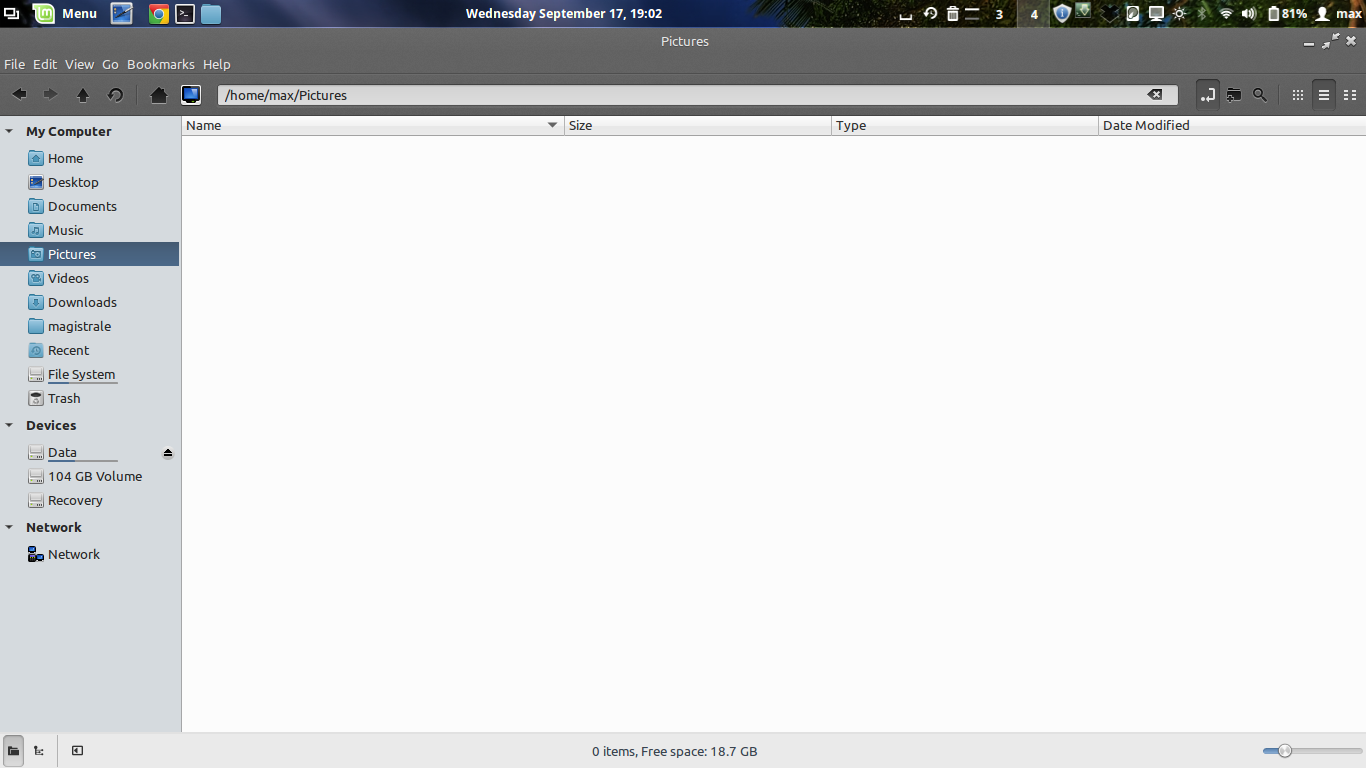 Menu Wednesday September 17, 19:02 3 4 81% max
Pictures
File Edit View Go Bookmarks Help
/home/max/Pictures
My Computer
Name Size Type Date Modified
Home
Desktop
Documents
Music
Pictures
Videos
Downloads
magistrale
Recent
File System
Trash
Devices
Data
104 GB Volume
Recovery
Network
Network
0 items, Free space: 18.7 GB